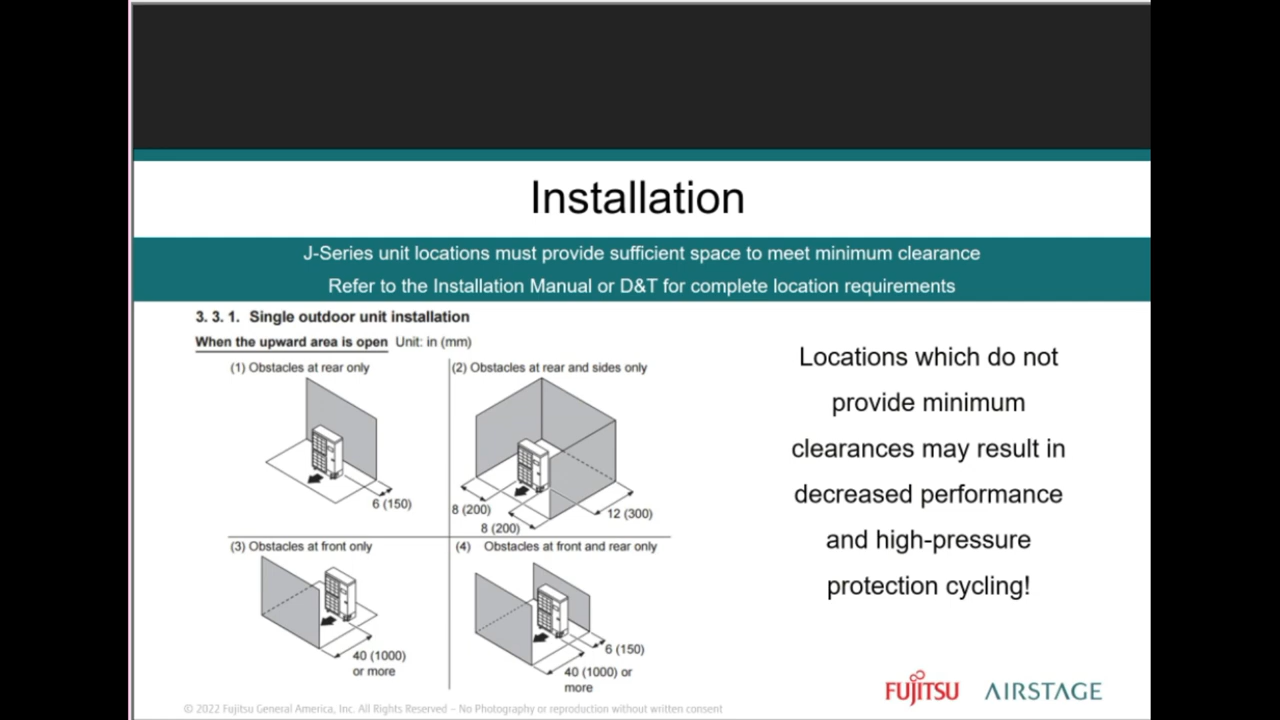 Installation
J-Series unit locations must provide sufficient space to meet minimum clearance
Refer to the Installation Manual or D&T for complete location requirements
3. 3. 1. Single outdoor unit installation
When the upward area is open Unit: in (mm)
(1) Obstacles at rear only
6 (150)
(2) Obstacles at rear and sides only
8 (200)
8 (200)
12 (300)
(3) Obstacles at front only
40 (1000)
or more
(4) Obstacles at front and rear only
6 (150)
40 (1000) or
more
Locations which do not
provide minimum
clearances may result in
decreased performance
and high-pressure
protection cycling!
FUJITSU AIRSTAGE
© 2022 Fujitsu General America, Inc. All Rights Reserved – No Photography or reproduction without written consent